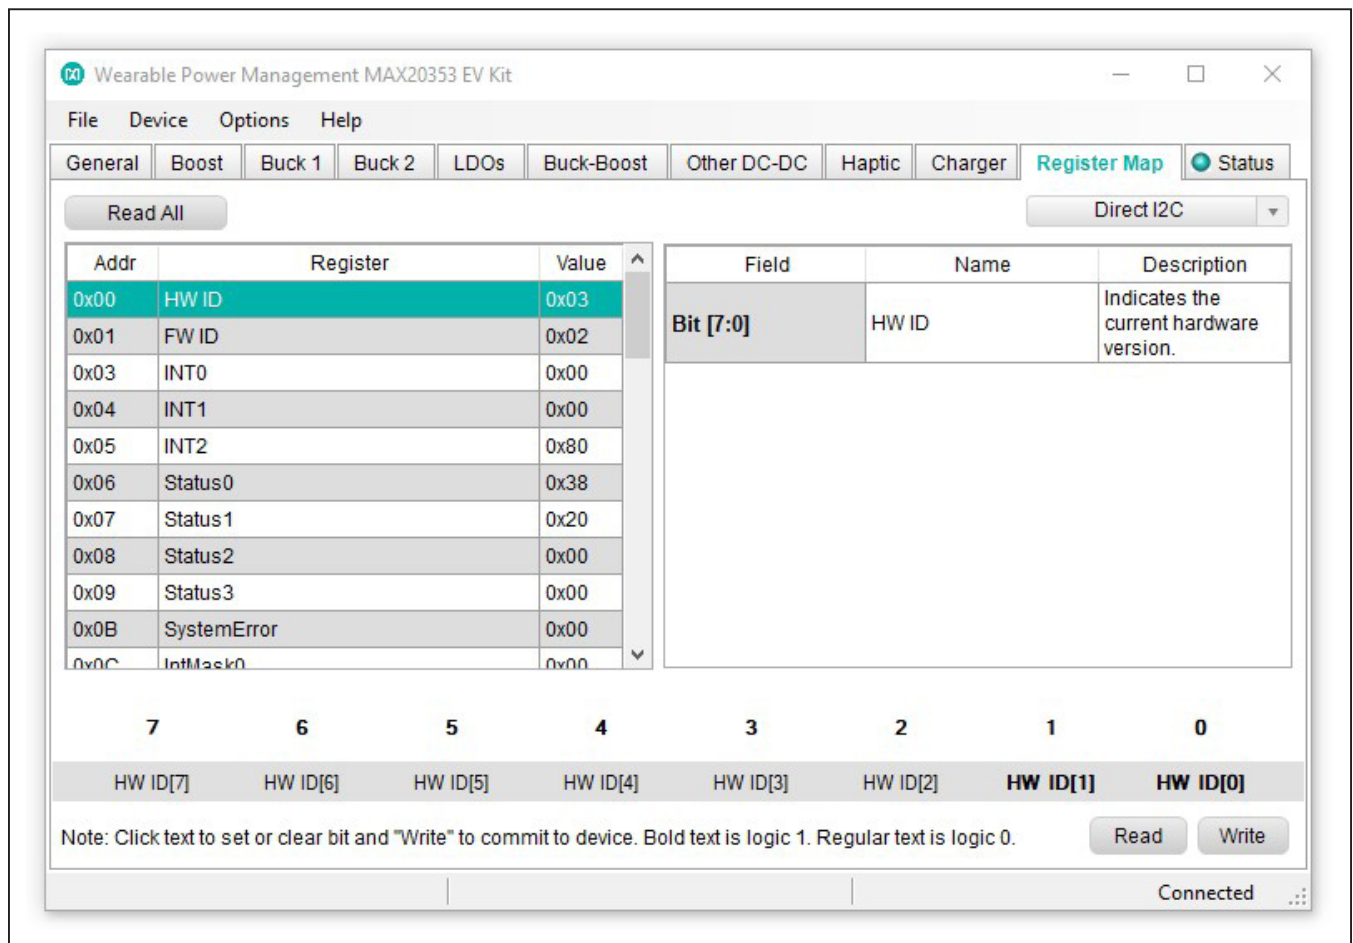 Wearable Power Management MAX20353 EV Kit
File Device Options Help
General Boost Buck 1 Buck 2 LDOs Buck-Boost Other DC-DC Haptic Charger Register Map Status
Read All Direct I2C
Addr Register Value Field Name Description
0x00 HW ID 0x03
0x01 FW ID 0x02
0x03 INT0 0x00
0x04 INT1 0x00
0x05 INT2 0x80
0x06 Status0 0x38
0x07 Status1 0x20
0x08 Status2 0x00
0x09 Status3 0x00
0x0B SystemError 0x00
0x0C IntMask0 0x00
Bit [7:0] HW ID
Indicates the
current hardware
version.
7 6 5 4 3 2 1 0
HW ID[7] HW ID[6] HW ID[5] HW ID[4] HW ID[3] HW ID[2] HW ID[1] HW ID[0]
Note: Click text to set or clear bit and "Write" to commit to device. Bold text is logic 1. Regular text is logic 0. Read Write
Connected